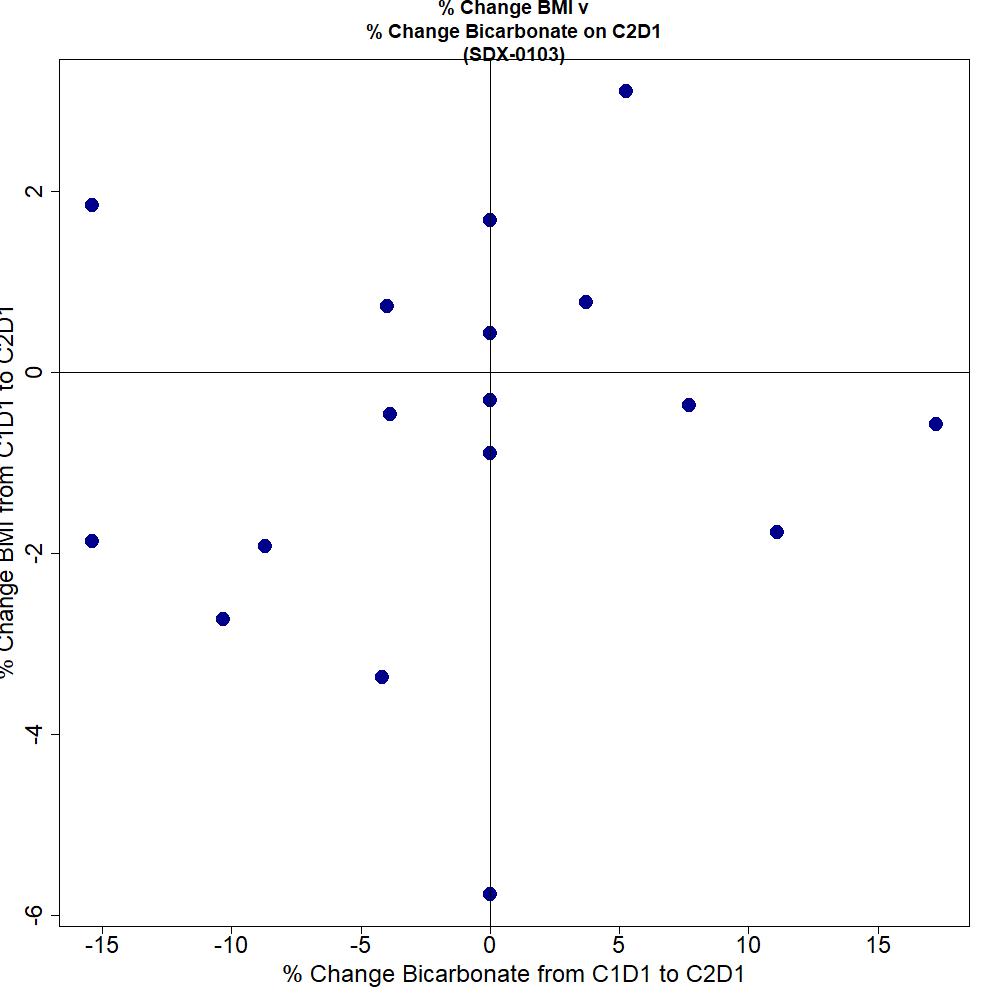 % Change BMI v
% Change Bicarbonate on C2D1
(SDX-0103)
% Change BMI from C1D1 to C2D1
2
0
-2
-4
-6
-15
-10
-5
0
5
10
15
% Change Bicarbonate from C1D1 to C2D1